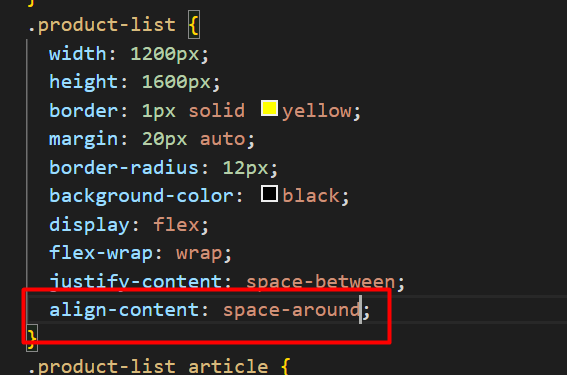 }
.product-list {
width: 1200px;
height: 1600px;
border: 1px solid yellow;
margin: 20px auto;
border-radius: 12px;
background-color: black;
display: flex;
flex-wrap: wrap;
justify-content: space-between;
align-content: space-around;
}
.product-list article {